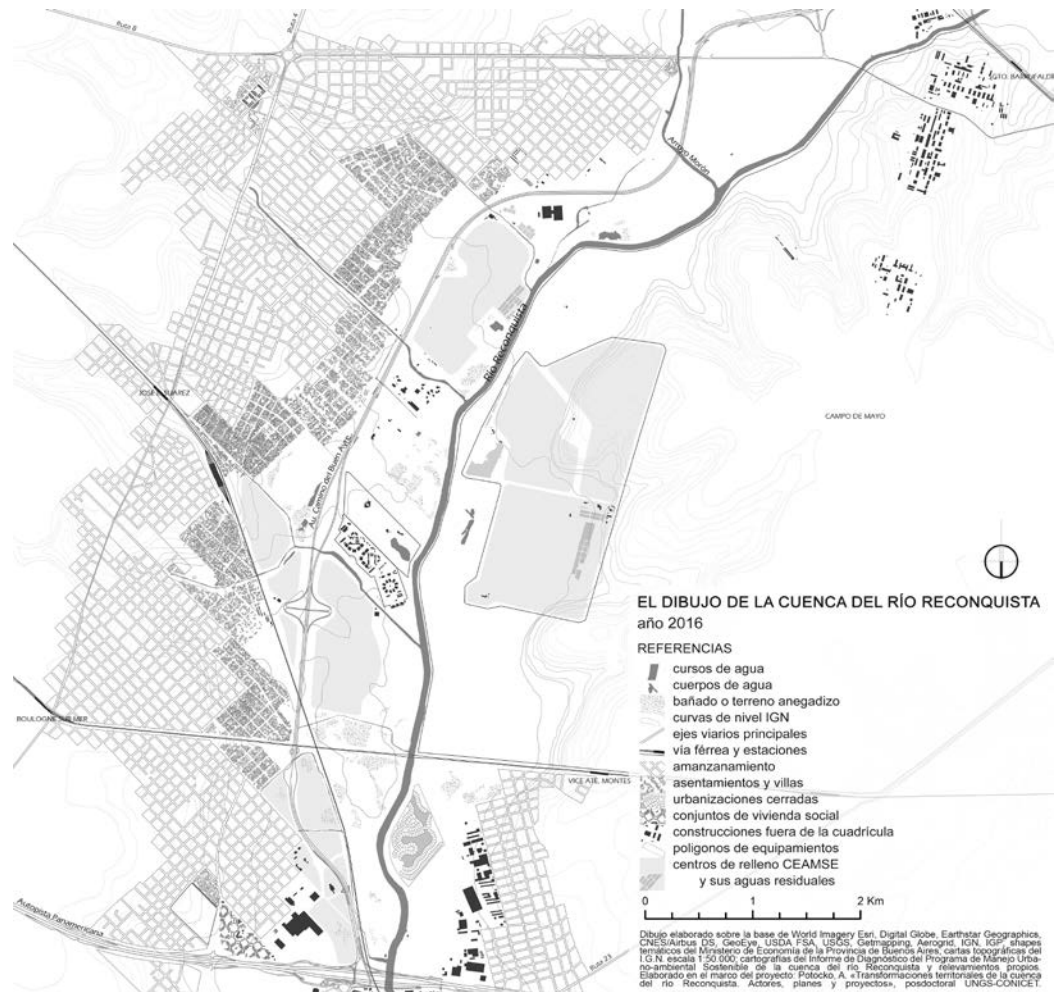 Ruta 8
Ruta 4
GTO. BARRUFALDI
Arroyo Morón
Río Reconquista
JOSÉ L. SUÁREZ
CAMPO DE MAYO
Av. Camino del Buen Ayre
BOULOGNE SUR MER
VICE ATE. MONTES
Autopista Panamericana
Ruta 23
EL DIBUJO DE LA CUENCA DEL RÍO RECONQUISTA
año 2016
REFERENCIAS
cursos de agua
cuerpos de agua
bañado o terreno anegadizo
curvas de nivel IGN
ejes viarios principales
vía férrea y estaciones
amanzanamiento
asentamientos y villas
urbanizaciones cerradas
conjuntos de vivienda social
construcciones fuera de la cuadrícula
poligonos de equipamientos
centros de relleno CEAMSE
y sus aguas residuales
0 1 2 Km
Dibujo elaborado sobre la base de World Imagery Esri, Digital Globe, Earthstar Geographics,
CNES/Airbus DS, GeoEye, USDA FSA, USGS, Getmapping, Aerogrid, IGN, IGP, shapes
temáticos del Ministerio de Economía de la Provincia de Buenos Aires, cartas topográficas del
I.G.N. escala 1:50.000; cartografías del Informe de Diagnóstico del Programa de Manejo Urba-
no-ambiental Sostenible de la cuenca del río Reconquista y relevamientos propios.
Elaborado en el marco del proyecto: Potocko, A. «Transformaciones territoriales de la cuenca
del río Reconquista. Actores, planes y proyectos», posdoctoral UNGS-CONICET.